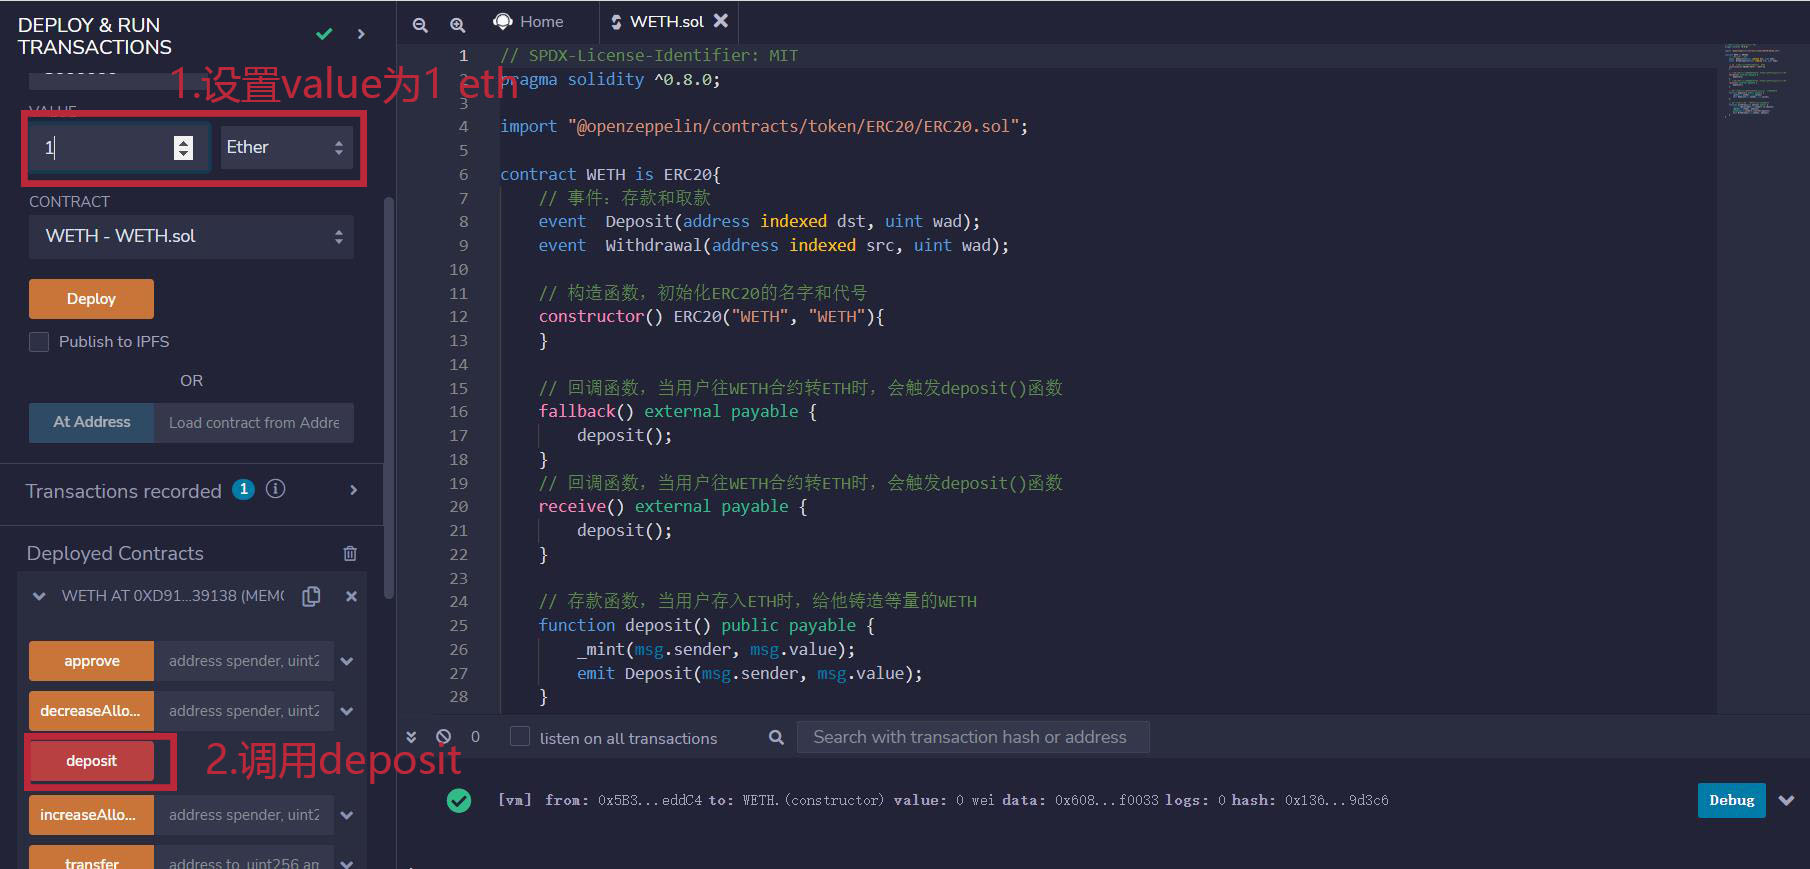 DEPLOY & RUN
TRANSACTIONS
1.设置value为1 eth
VALUE
1
Ether
CONTRACT
WETH - WETH.sol
Deploy
Publish to IPFS
OR
At Address
Load contract from Addre
Transactions recorded 1 i
Deployed Contracts
WETH AT 0XD91...39138 (MEMO
approve
address spender, uint2
decreaseAllo...
address spender, uint2
deposit
2.调用deposit
increaseAllo...
address spender, uint2
transfer
address to, uint256 am
Home
WETH.sol
1 // SPDX-License-Identifier: MIT
2 pragma solidity ^0.8.0;
3
4 import "@openzeppelin/contracts/token/ERC20/ERC20.sol";
5
6 contract WETH is ERC20{
7 // 事件：存款和取款
8 event  Deposit(address indexed dst, uint wad);
9 event  Withdrawal(address indexed src, uint wad);
10
11 // 构造函数，初始化ERC20的名字和代号
12 constructor() ERC20("WETH", "WETH"){
13 }
14
15 // 回调函数，当用户往WETH合约转ETH时，会触发deposit()函数
16 fallback() external payable {
17 deposit();
18 }
19 // 回调函数，当用户往WETH合约转ETH时，会触发deposit()函数
20 receive() external payable {
21 deposit();
22 }
23
24 // 存款函数，当用户存入ETH时，给他铸造等量的WETH
25 function deposit() public payable {
26 _mint(msg.sender, msg.value);
27 emit Deposit(msg.sender, msg.value);
28 }
0
listen on all transactions
Search with transaction hash or address
[vm] from: 0x5B3...eddC4 to: WETH.(constructor) value: 0 wei data: 0x608...f0033 logs: 0 hash: 0x136...9d3c6
Debug